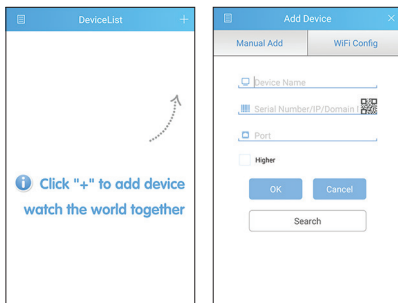 DeviceList
+
Click "+" to add device
watch the world together
Add Device
Manual Add
WiFi Config
Device Name
Serial Number/IP/Domain
Port
Higher
OK
Cancel
Search